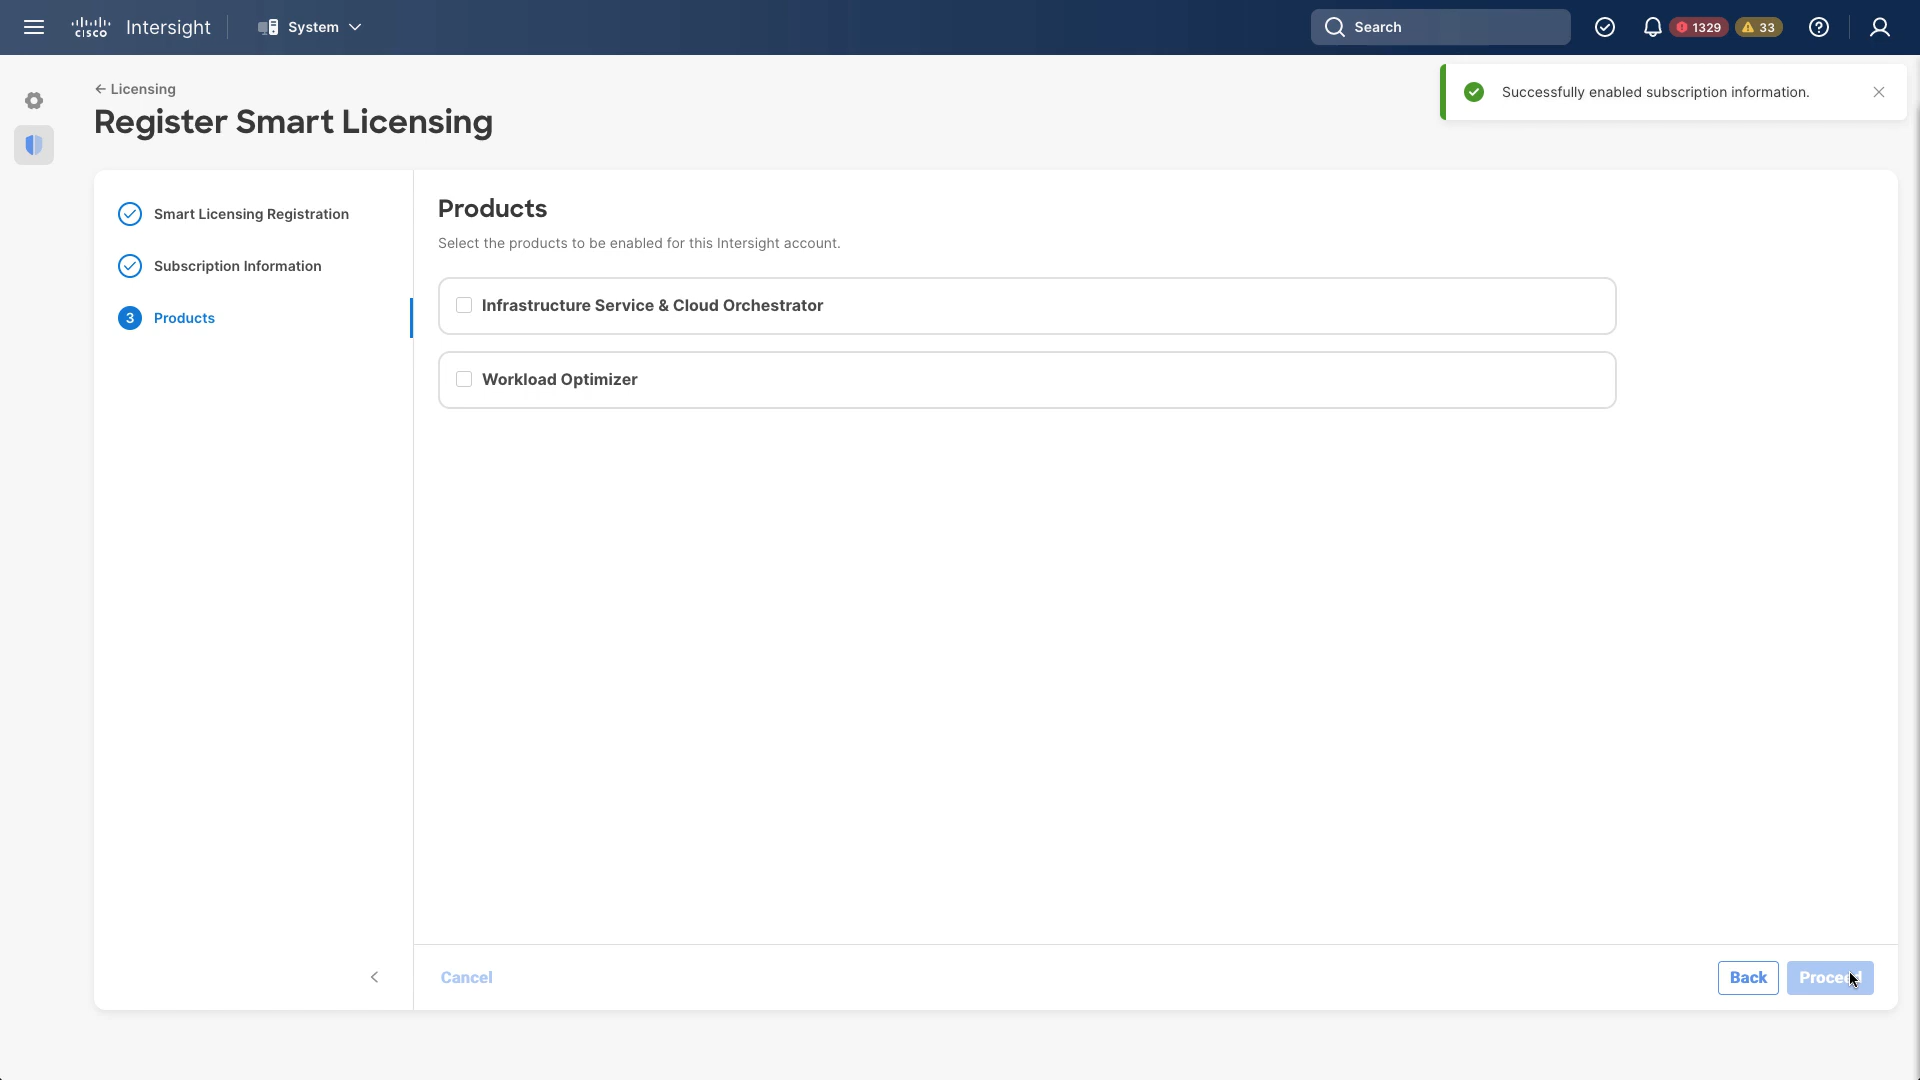 cisco Intersight System Search 1329 33
Licensing
Successfully enabled subscription information.
Register Smart Licensing
Smart Licensing Registration
Subscription Information
3 Products
Products
Select the products to be enabled for this Intersight account.
Infrastructure Service & Cloud Orchestrator
Workload Optimizer
Cancel
Back
Proceed